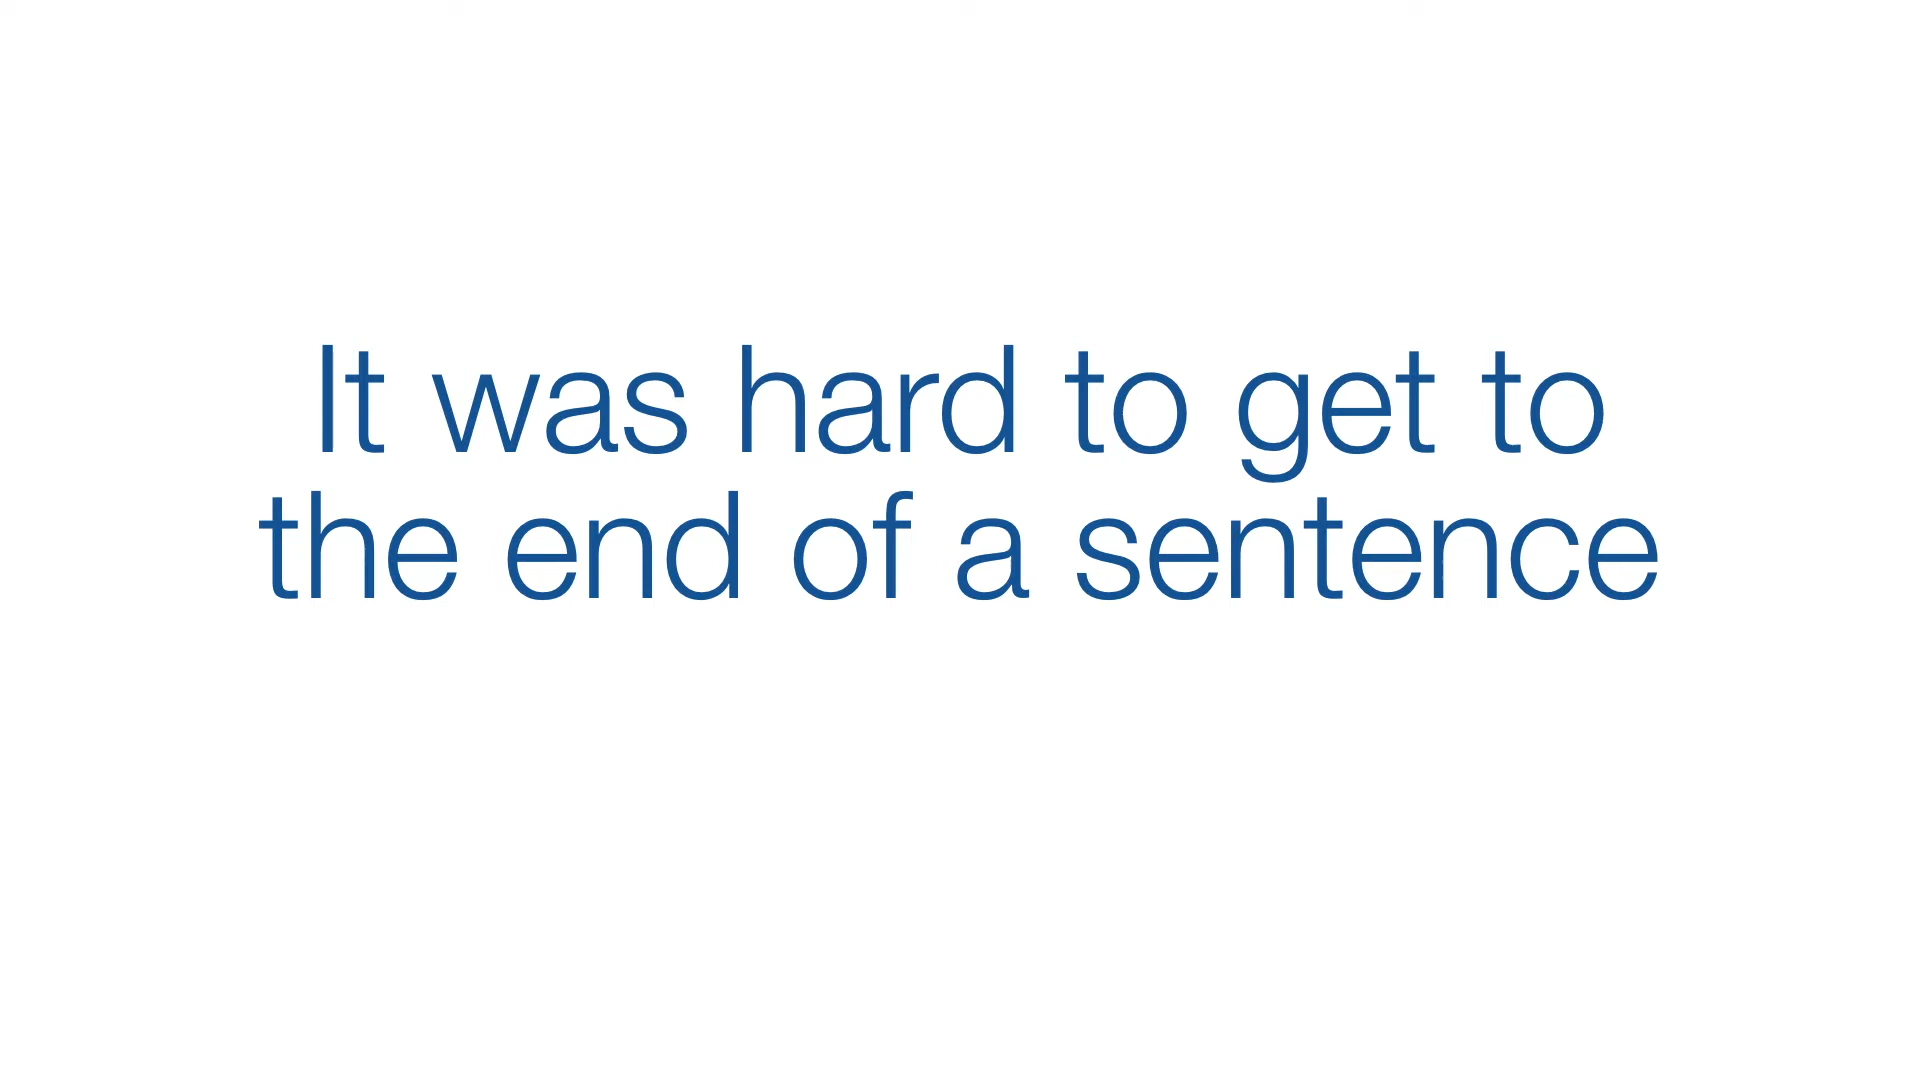 It was hard to get to
the end of a sentence